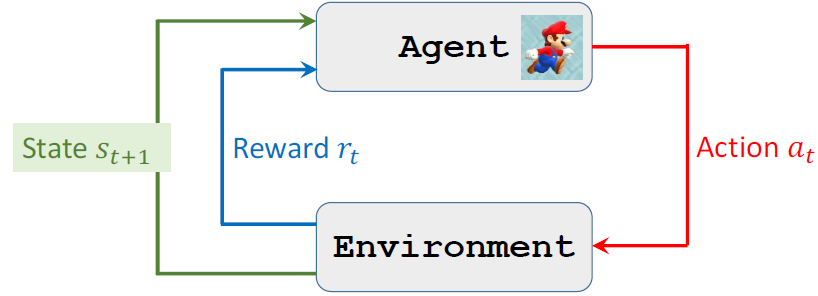 Agent
State s_{t+1}
Reward r_t
Action a_t
Environment